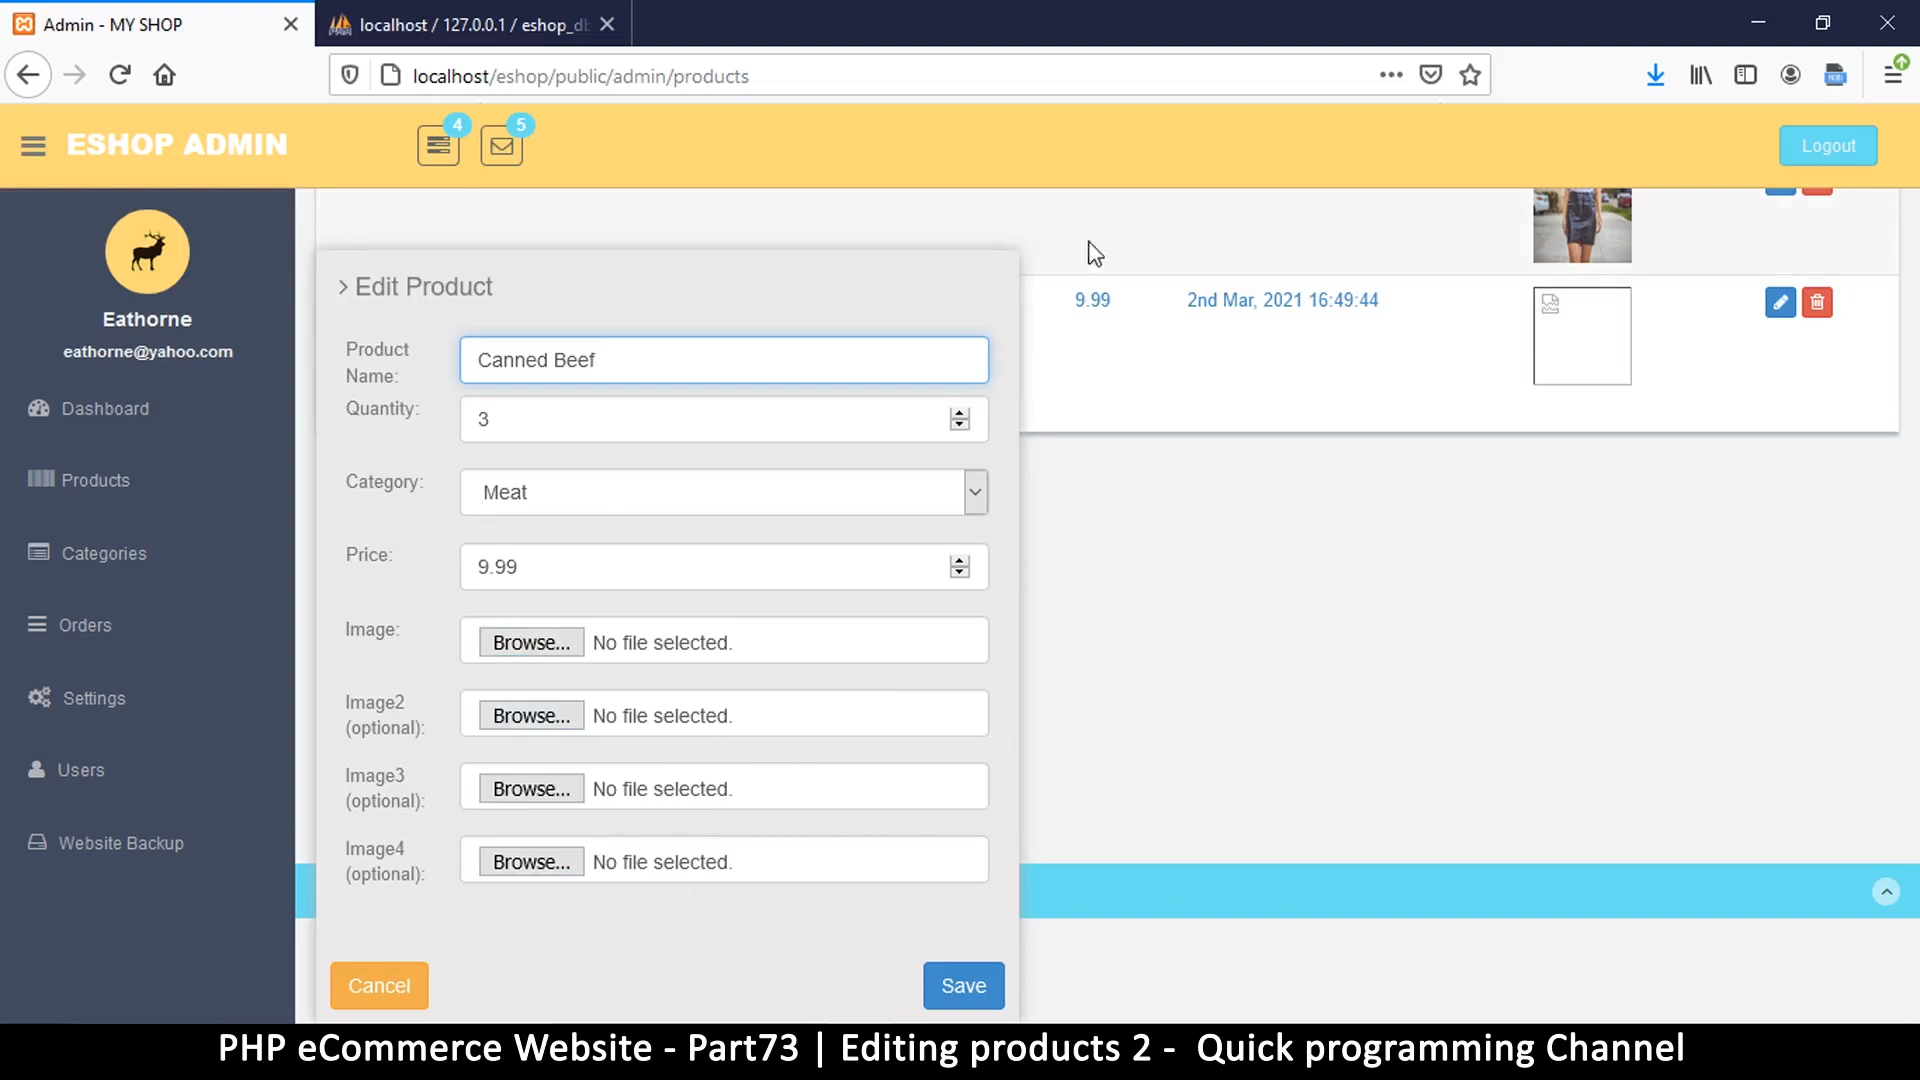 Admin - MY SHOP
localhost / 127.0.0.1 / eshop_db
localhost/eshop/public/admin/products
ESHOP ADMIN
4
5
Logout
Eathorne
eathorne@yahoo.com
Dashboard
Products
Categories
Orders
Settings
Users
Website Backup
Edit Product
Product
Name:
Canned Beef
Quantity:
3
Category:
Meat
Price:
9.99
Image:
Browse... No file selected.
Image2
(optional):
Browse... No file selected.
Image3
(optional):
Browse... No file selected.
Image4
(optional):
Browse... No file selected.
Cancel
Save
9.99
2nd Mar, 2021 16:49:44
PHP eCommerce Website - Part73 | Editing products 2 - Quick programming Channel